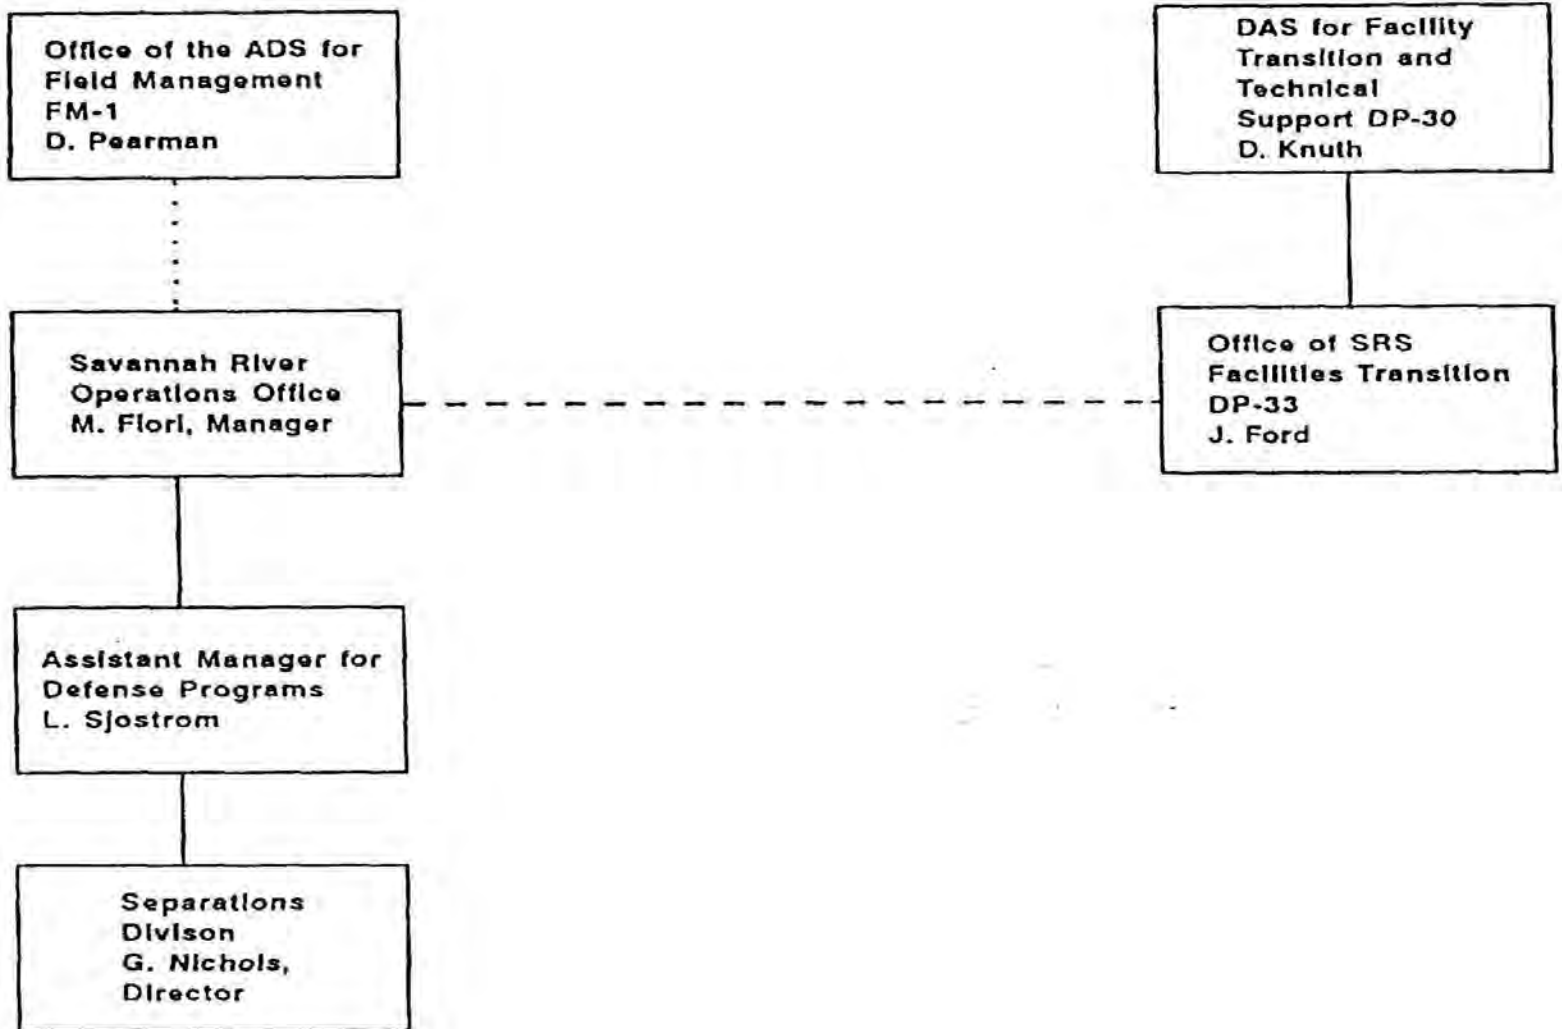 Office of the ADS for
Field Management
FM-1
D. Pearman
DAS for Facility
Transition and
Technical
Support DP-30
D. Knuth
Savannah River
Operations Office
M. Fiori, Manager
Office of SRS
Facilities Transition
DP-33
J. Ford
Assistant Manager for
Defense Programs
L. Sjostrom
Separations
Divison
G. Nichols,
Director